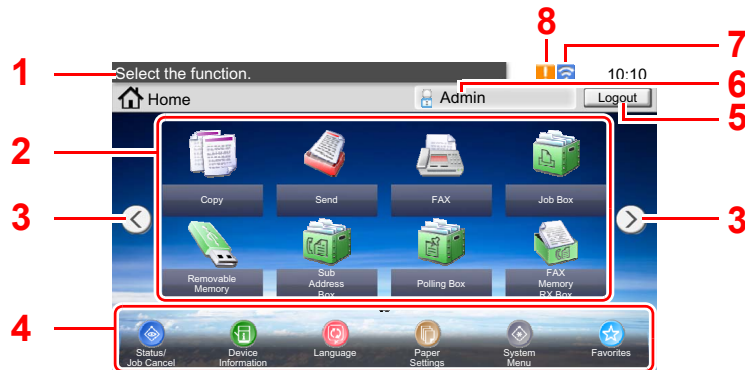 8
7
1
Select the function.
10:10
6
Home
Admin
Logout
5
2
Copy
Send
FAX
Job Box
3
3
Removable
Memory
Sub
Address
Box
Polling Box
FAX
Memory
RX Box
4
Status/
Job Cancel
Device
Information
Language
Paper
Settings
System
Menu
Favorites